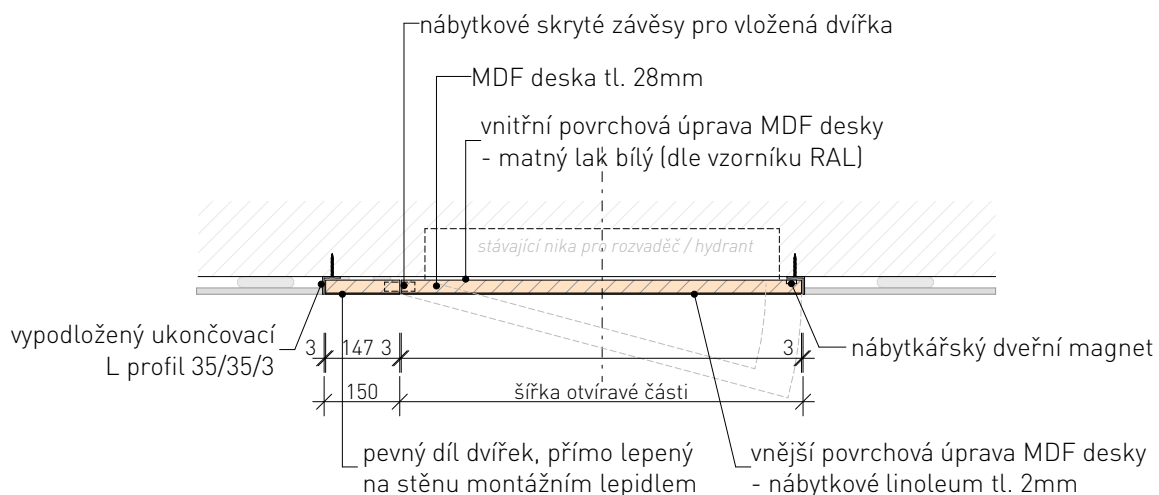 nábytkové skryté závěsy pro vložená dvířka
MDF deska tl. 28mm
vnitřní povrchová úprava MDF desky
- matný lak bílý (dle vzorníku RAL)
stávající nika pro rozvaděč / hydrant
vypodložený ukončovací
L profil 35/35/3
3 147 3 3
nábytkářský dveřní magnet
150 šířka otvíravé části
pevný díl dvířek, přímo lepený
na stěnu montážním lepidlem
vnější povrchová úprava MDF desky
- nábytkové linoleum tl. 2mm